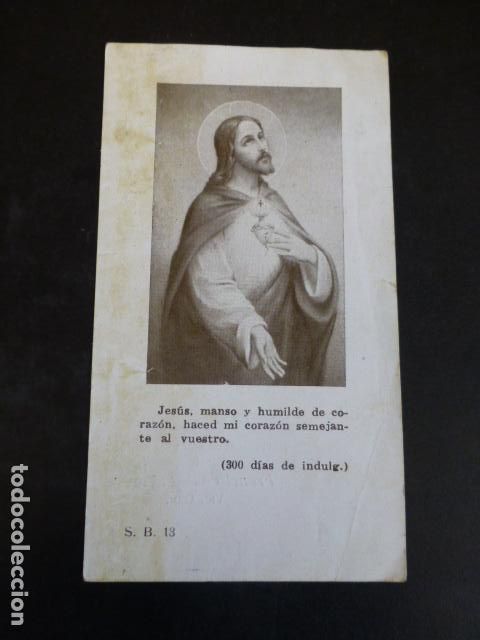 Jesús, manso y humilde de co-
razón, haced mi corazón semejan-
te al vuestro.
(300 días de indulg.)
S. B. 13
todocoleccion.net